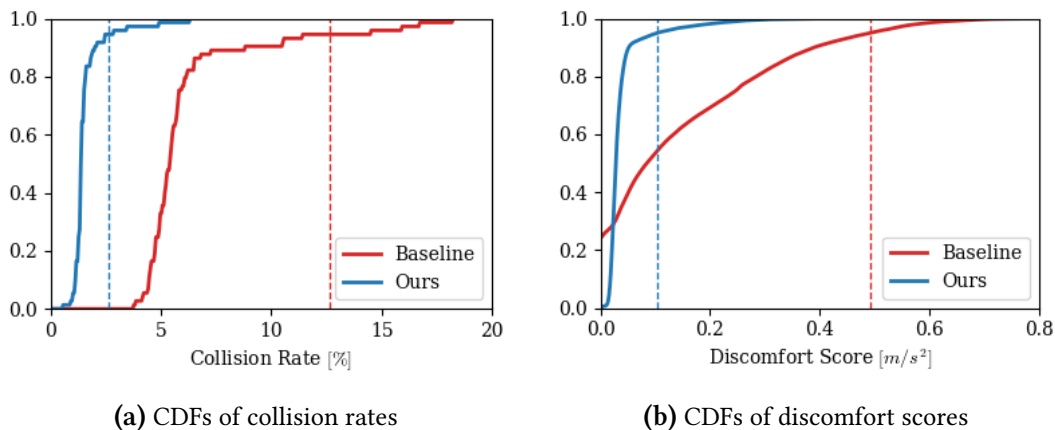 1.0
0.8
0.6
0.4
0.2
0.0
0 5 10 15 20
Collision Rate [%]
Baseline
Ours
(a) CDFs of collision rates
1.0
0.8
0.6
0.4
0.2
0.0
0.0 0.2 0.4 0.6 0.8
Discomfort Score [m/s²]
Baseline
Ours
(b) CDFs of discomfort scores